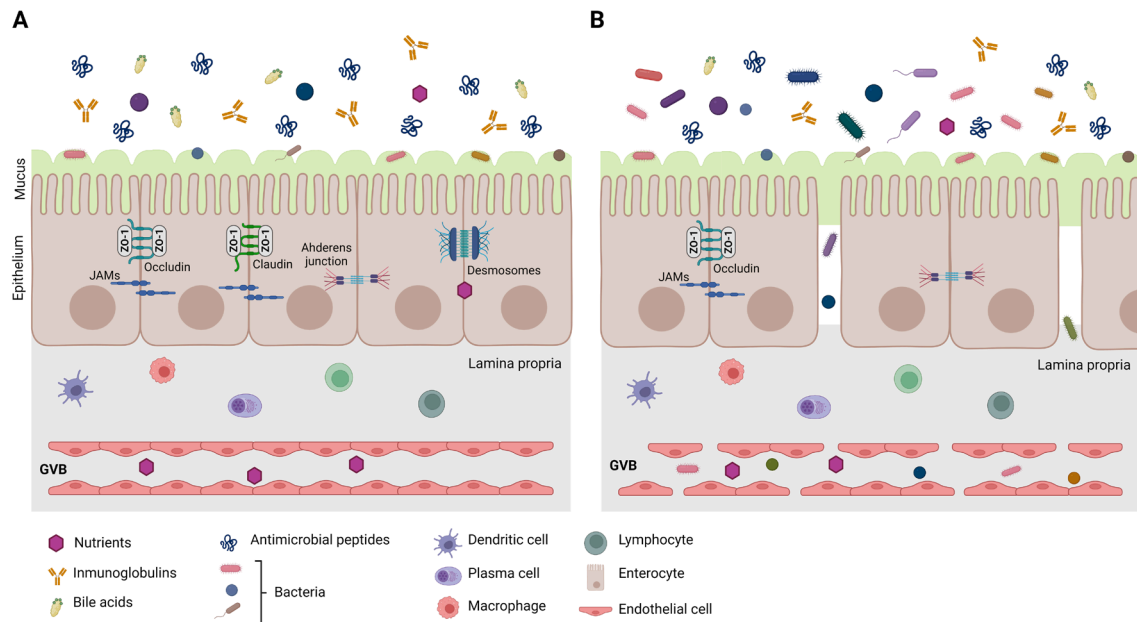 A
B
Mucus
Epithelium
ZO-1
ZO-1
Occludin
JAMs
ZO-1
ZO-1
Claudin
Ahderens
junction
Desmosomes
Lamina propria
GVB
ZO-1
ZO-1
Occludin
JAMs
Lamina propria
GVB
Nutrients
Inmunoglobulins
Bile acids
Antimicrobial peptides
Bacteria
Dendritic cell
Plasma cell
Macrophage
Lymphocyte
Enterocyte
Endothelial cell